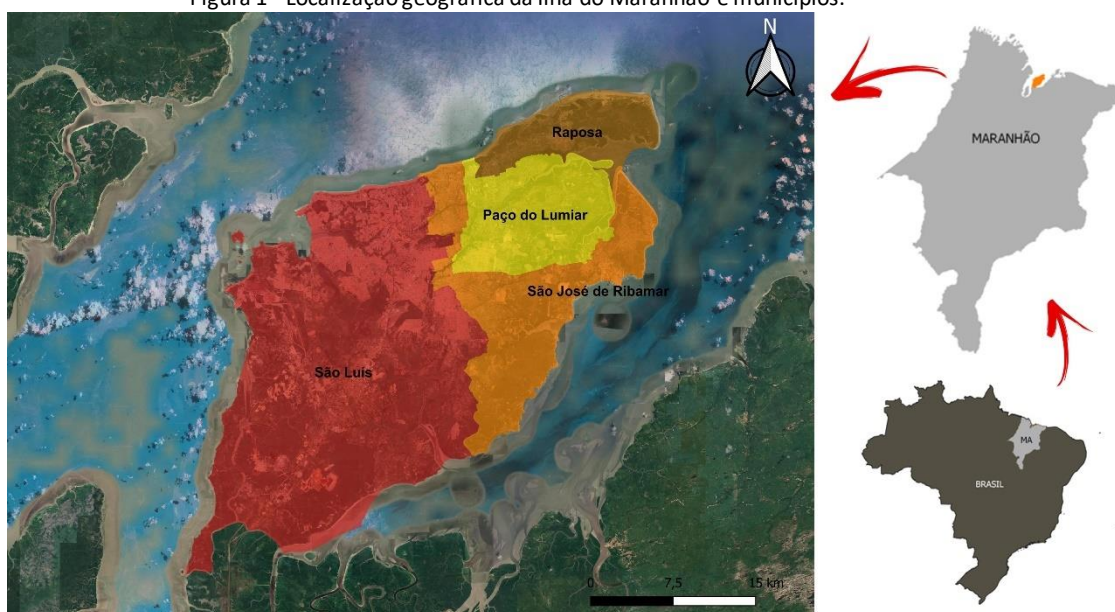 Figura 1 - Localização geográfica da Ilha do Maranhão e municípios.
N
Raposa
Paço do Lumiar
São José de Ribamar
São Luís
0 7,5 15 km
MARANHÃO
MA
BRASIL